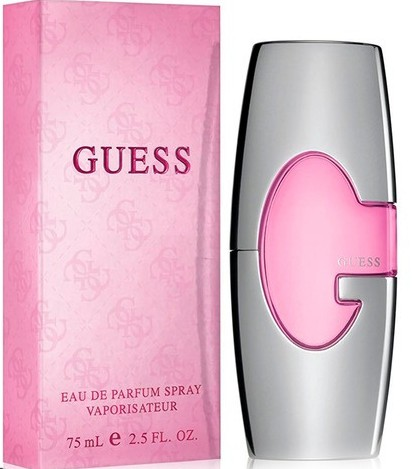 GUESS
EAU DE PARFUM SPRAY
VAPORISATEUR
75 mL e 2.5 FL. OZ.
GUESS